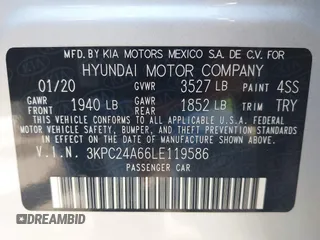 MFD. BY KIA MOTORS MEXICO S.A. DE C.V. FOR
HYUNDAI MOTOR COMPANY
01/20 GVWR 3527 LB PAINT 4SS
GAWR FRONT 1940 LB GAWR REAR 1852 LB TRIM TRY
THIS VEHICLE CONFORMS TO ALL APPLICABLE U.S.
FEDERAL MOTOR VEHICLE SAFETY, BUMPER, AND THEFT
PREVENTION STANDARDS IN EFFECT ON THE DATE OF
MANUFACTURE SHOWN ABOVE.
V.I.N. 3KPC24A66LE119586
PASSENGER CAR
DREAMBID